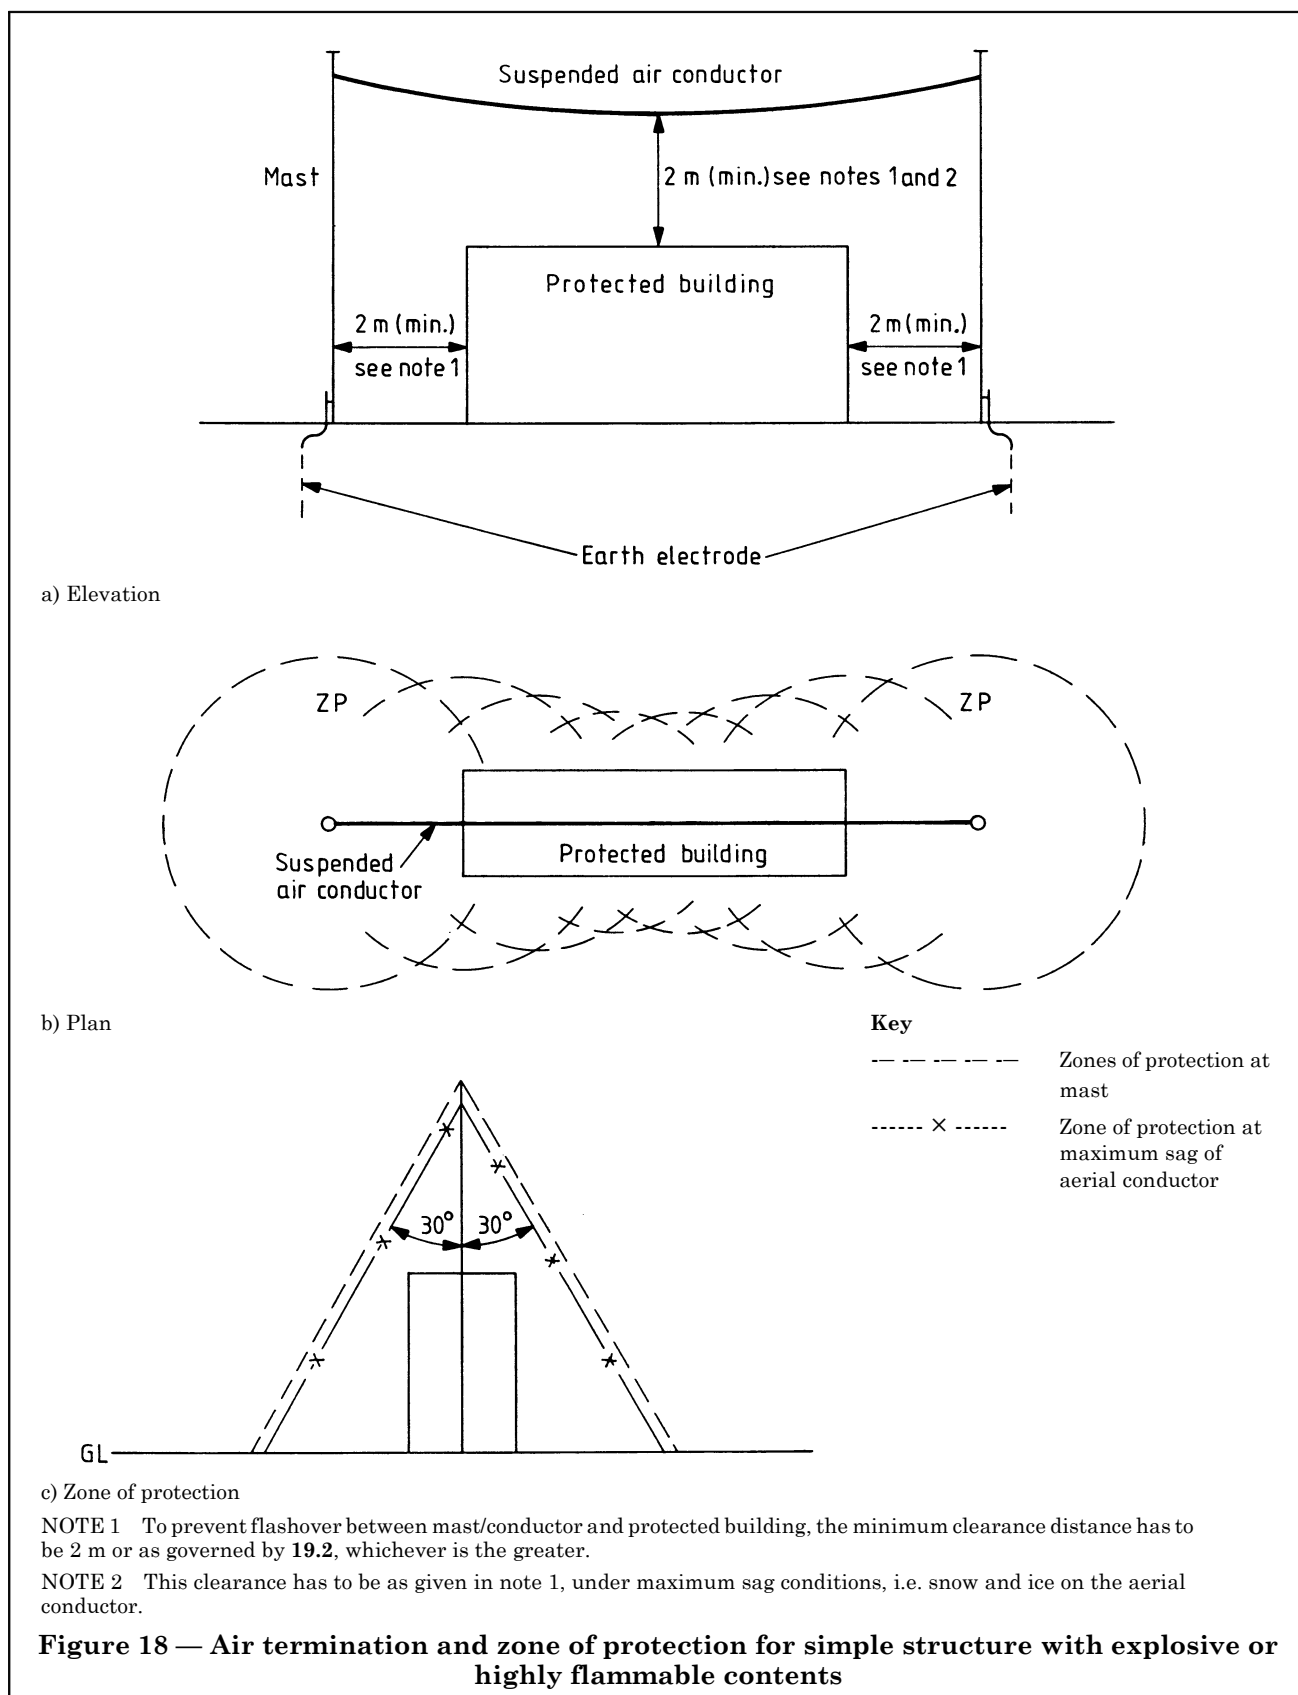 Suspended air conductor
Mast
2 m (min.) see notes 1 and 2
Protected building
2 m (min.)
see note 1
2 m (min.)
see note 1
Earth electrode
a) Elevation
ZP
ZP
Suspended
air conductor
Protected building
b) Plan
Key
Zones of protection at
mast
Zone of protection at
maximum sag of
aerial conductor
30°
30°
GL
c) Zone of protection
NOTE 1 To prevent flashover between mast/conductor and protected building, the minimum clearance distance has to
be 2 m or as governed by 19.2, whichever is the greater.
NOTE 2 This clearance has to be as given in note 1, under maximum sag conditions, i.e. snow and ice on the aerial
conductor.
Figure 18 — Air termination and zone of protection for simple structure with explosive or
highly flammable contents